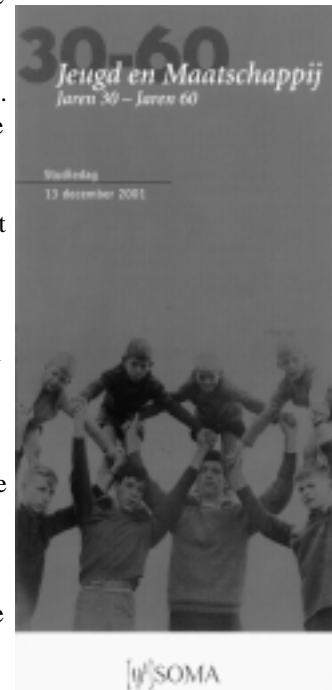 30-60
Jeugd en Maatschappij
Jaren 30 – Jaren 60
Studiedag
13 december 2001
SOMA